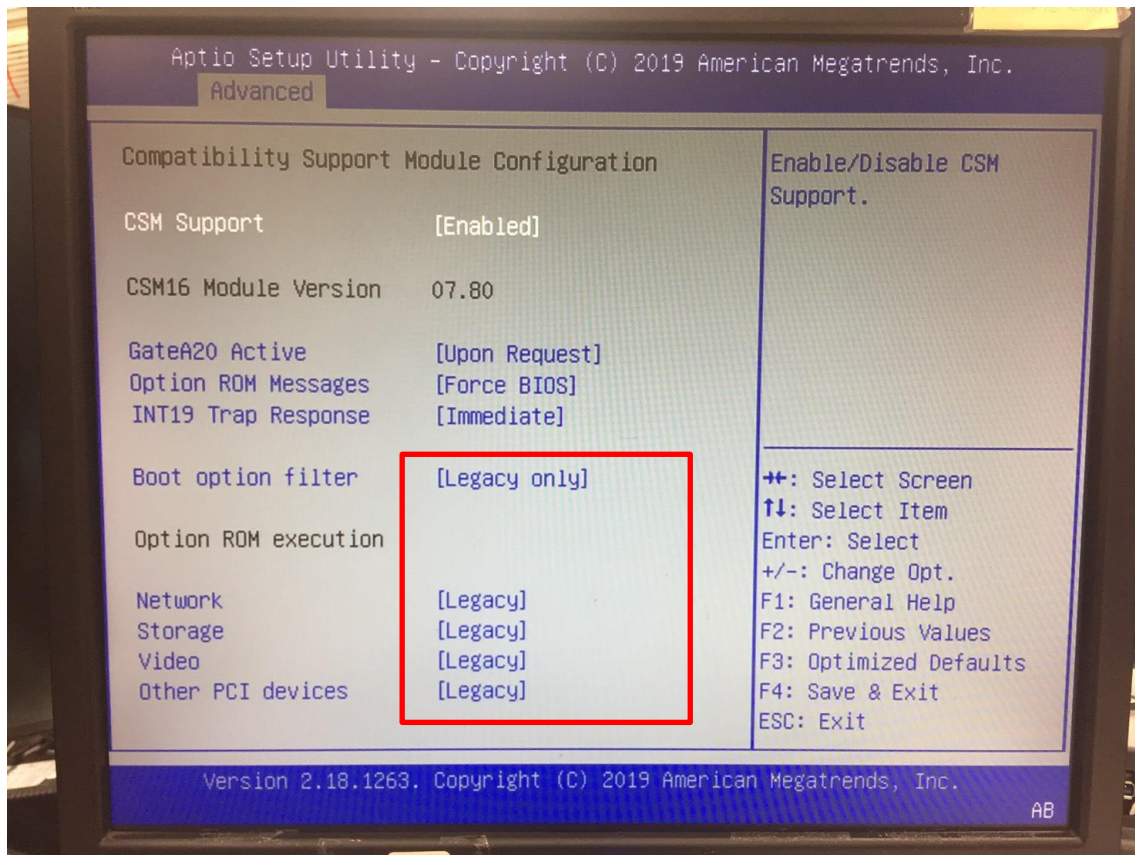 Aptio Setup Utility - Copyright (C) 2019 American Megatrends, Inc.
Advanced
Compatibility Support Module Configuration
CSM Support [Enabled]
CSM16 Module Version 07.80
GateA20 Active [Upon Request]
Option ROM Messages [Force BIOS]
INT19 Trap Response [Immediate]
Boot option filter [Legacy only]
Option ROM execution
Network [Legacy]
Storage [Legacy]
Video [Legacy]
Other PCI devices [Legacy]
Enable/Disable CSM
Support.
→←: Select Screen
↑↓: Select Item
Enter: Select
+/-: Change Opt.
F1: General Help
F2: Previous Values
F3: Optimized Defaults
F4: Save & Exit
ESC: Exit
Version 2.18.1263. Copyright (C) 2019 American Megatrends, Inc.
AB